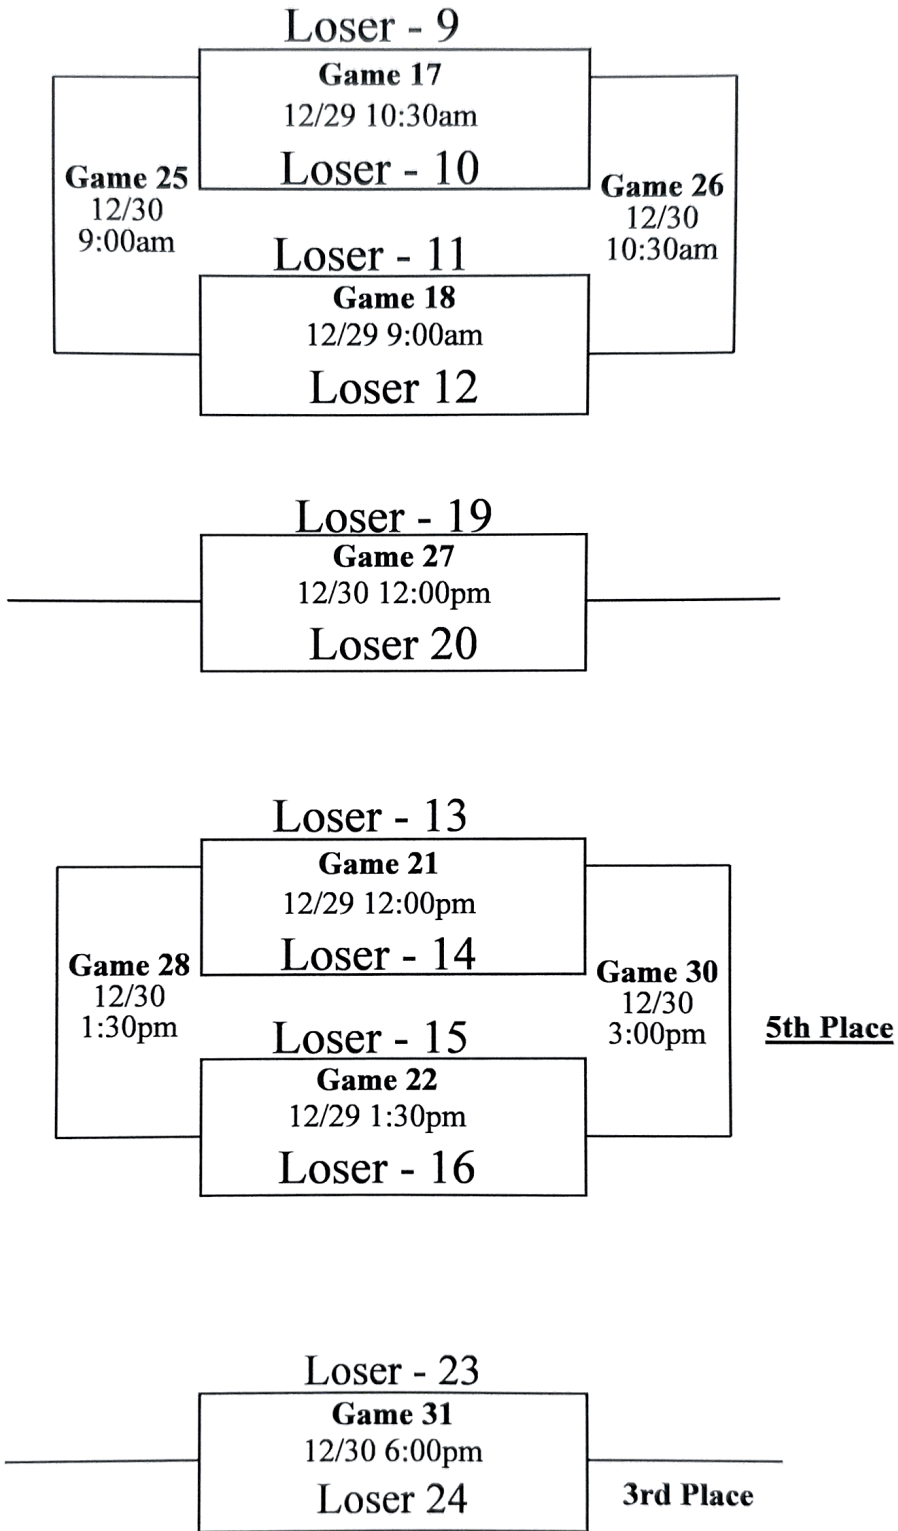 Loser - 9
Game 17
12/29 10:30am
Loser - 10
Game 25
12/30
9:00am
Game 26
12/30
10:30am
Loser - 11
Game 18
12/29 9:00am
Loser 12
Loser - 19
Game 27
12/30 12:00pm
Loser 20
Loser - 13
Game 21
12/29 12:00pm
Loser - 14
Game 28
12/30
1:30pm
Game 30
12/30
3:00pm
5th Place
Loser - 15
Game 22
12/29 1:30pm
Loser - 16
Loser - 23
Game 31
12/30 6:00pm
Loser 24
3rd Place